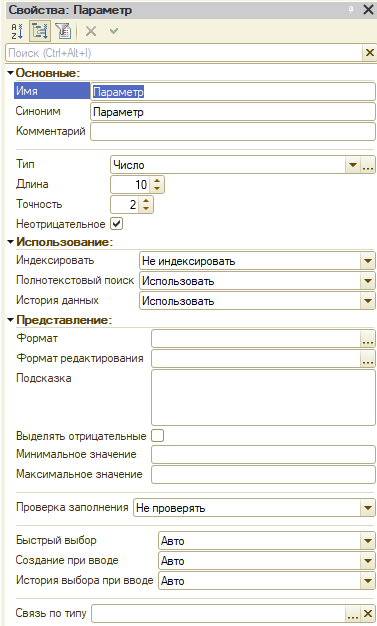 Свойства: Параметр
Поиск (Ctrl+Alt+I)
Основные:
Имя Параметр
Синоним Параметр
Комментарий
Тип Число
Длина 10
Точность 2
Неотрицательное
Использование:
Индексировать Не индексировать
Полнотекстовый поиск Использовать
История данных Использовать
Представление:
Формат
Формат редактирования
Подсказка
Выделять отрицательные
Минимальное значение
Максимальное значение
Проверка заполнения Не проверять
Быстрый выбор Авто
Создание при вводе Авто
История выбора при вводе Авто
Связь по типу